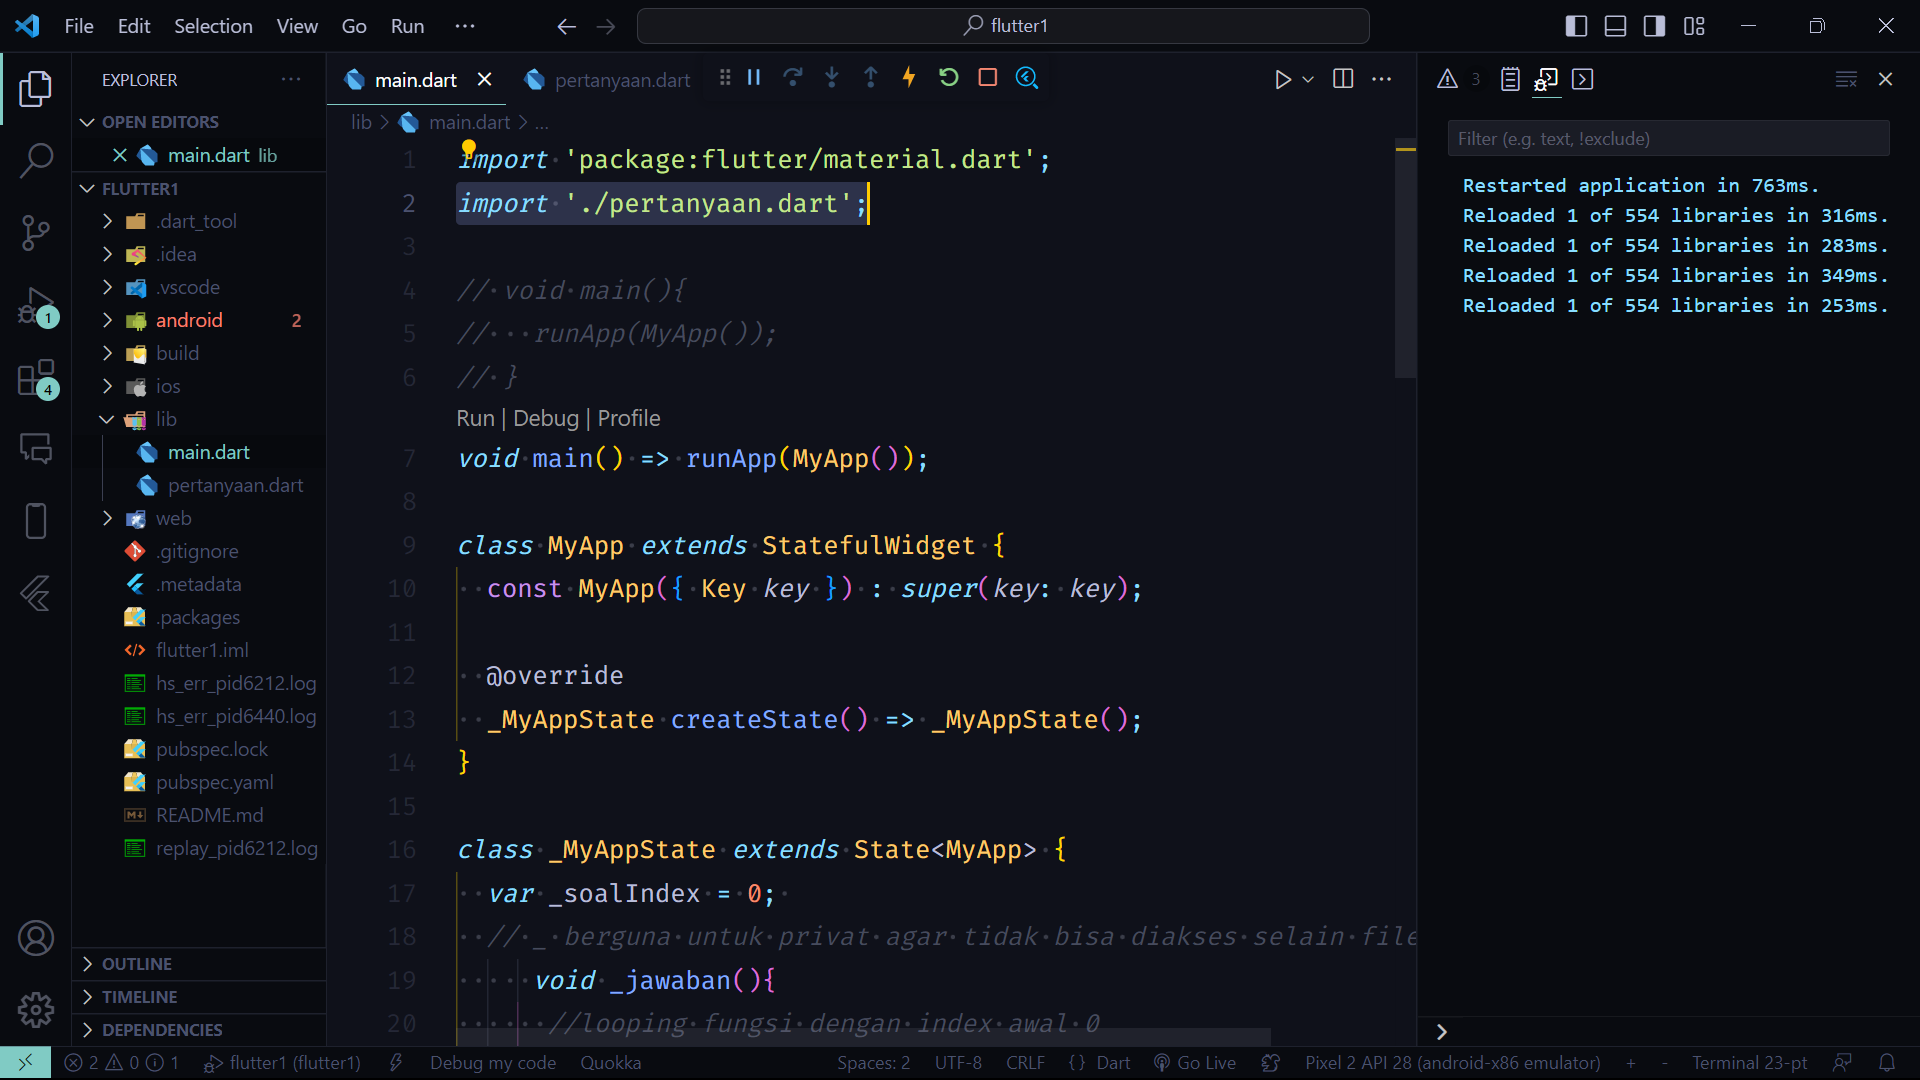 File Edit Selection View Go Run ··· flutter1
EXPLORER ···
OPEN EDITORS
main.dart lib
FLUTTER1
.dart_tool
.idea
.vscode
android 2
build
ios
lib
main.dart
pertanyaan.dart
web
.gitignore
.metadata
.packages
flutter1.iml
hs_err_pid6212.log
hs_err_pid6440.log
pubspec.lock
pubspec.yaml
README.md
replay_pid6212.log
OUTLINE
TIMELINE
DEPENDENCIES
1
4
main.dart pertanyaan.dart
lib > main.dart > ...
1 import 'package:flutter/material.dart';
2 import './pertanyaan.dart';
3
4 // void main(){
5 //   runApp(MyApp());
6 // }
Run | Debug | Profile
7 void main() => runApp(MyApp());
8
9 class MyApp extends StatefulWidget {
10   const MyApp({ Key key }) : super(key: key);
11
12   @override
13   _MyAppState createState() => _MyAppState();
14 }
15
16 class _MyAppState extends State<MyApp> {
17   var _soalIndex = 0;
18   // _ berguna untuk privat agar tidak bisa diakses selain file
19      void _jawaban(){
20       //looping fungsi dengan index awal 0
3
Filter (e.g. text, !exclude)
Restarted application in 763ms.
Reloaded 1 of 554 libraries in 316ms.
Reloaded 1 of 554 libraries in 283ms.
Reloaded 1 of 554 libraries in 349ms.
Reloaded 1 of 554 libraries in 253ms.
2 0 1 flutter1 (flutter1) Debug my code Quokka Spaces: 2 UTF-8 CRLF {} Dart Go Live Pixel 2 API 28 (android-x86 emulator) + - Terminal 23-pt